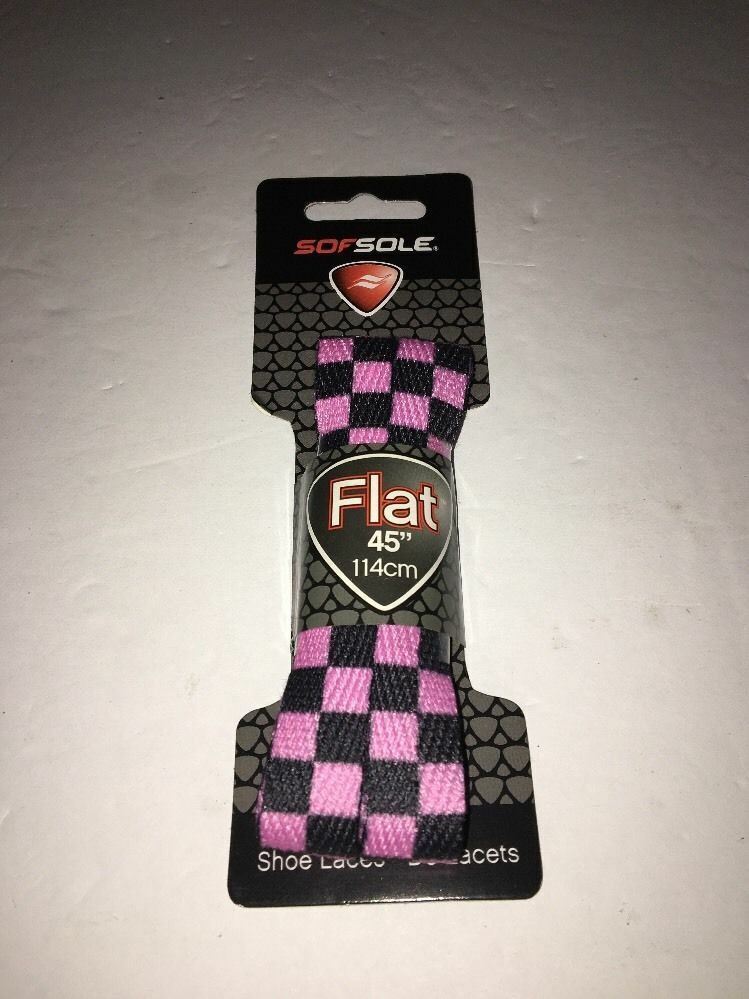 SOFSOLE®
Flat
45”
114cm
Shoe Laces